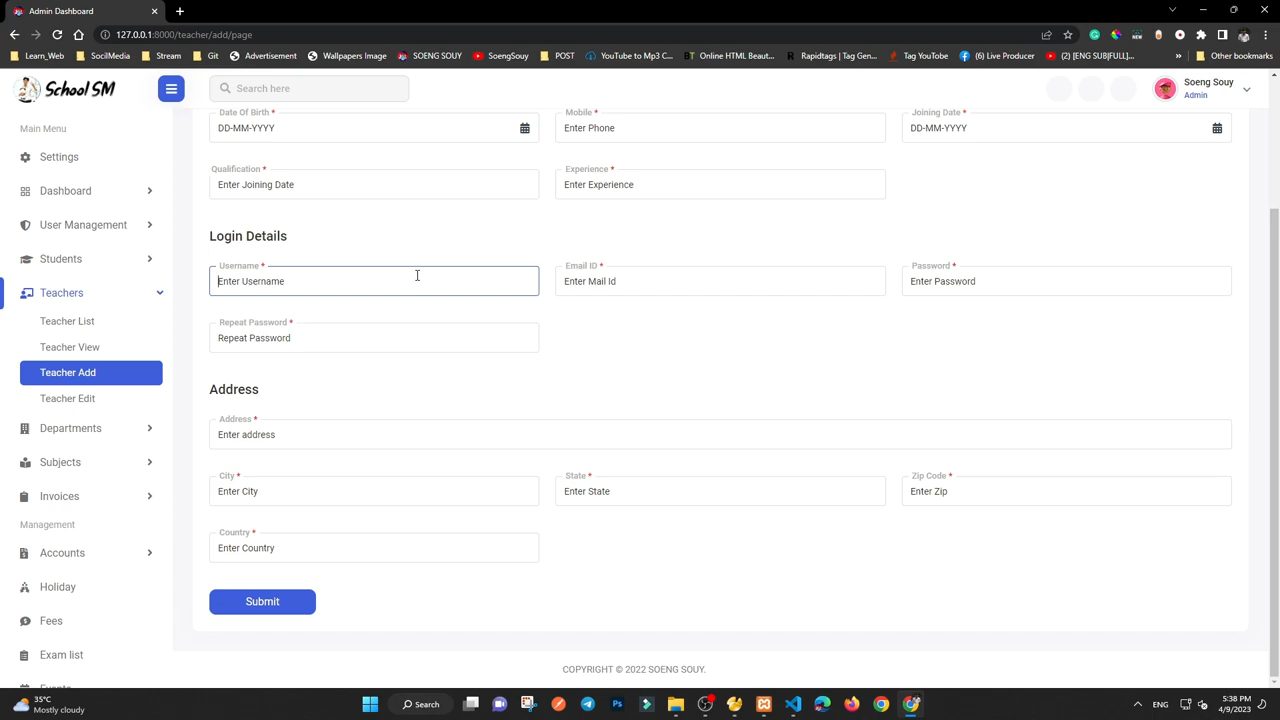 Admin Dashboard
127.0.0.1:8000/teacher/add/page
Learn_Web
SocilMedia
Stream
Git
Advertisement
Wallpapers Image
SOENG SOUY
SoengSouy
POST
YouTube to Mp3 C...
Rapidtags | Tag Gen...
Tag YouTube
(6) Live Producer
(2) [ENG SUB|FULL]...
»
Other bookmarks
School SM
Search here
Soeng Souy
Admin
Main Menu
Settings
Dashboard
User Management
Students
Teachers
Teacher List
Teacher View
Teacher Add
Teacher Edit
Departments
Subjects
Invoices
Management
Accounts
Holiday
Fees
Exam list
Events
Date Of Birth *
DD-MM-YYYY
Mobile *
Enter Phone
Joining Date *
DD-MM-YYYY
Qualification *
Enter Joining Date
Experience *
Enter Experience
Login Details
Username *
Enter Username
Email ID *
Enter Mail Id
Password *
Enter Password
Repeat Password *
Repeat Password
Address
Address *
Enter address
City *
Enter City
State *
Enter State
Zip Code *
Enter Zip
Country *
Enter Country
Submit
COPYRIGHT © 2022 SOENG SOUY.
35°C
Mostly cloudy
Search
ENG
5:38 PM
4/9/2023